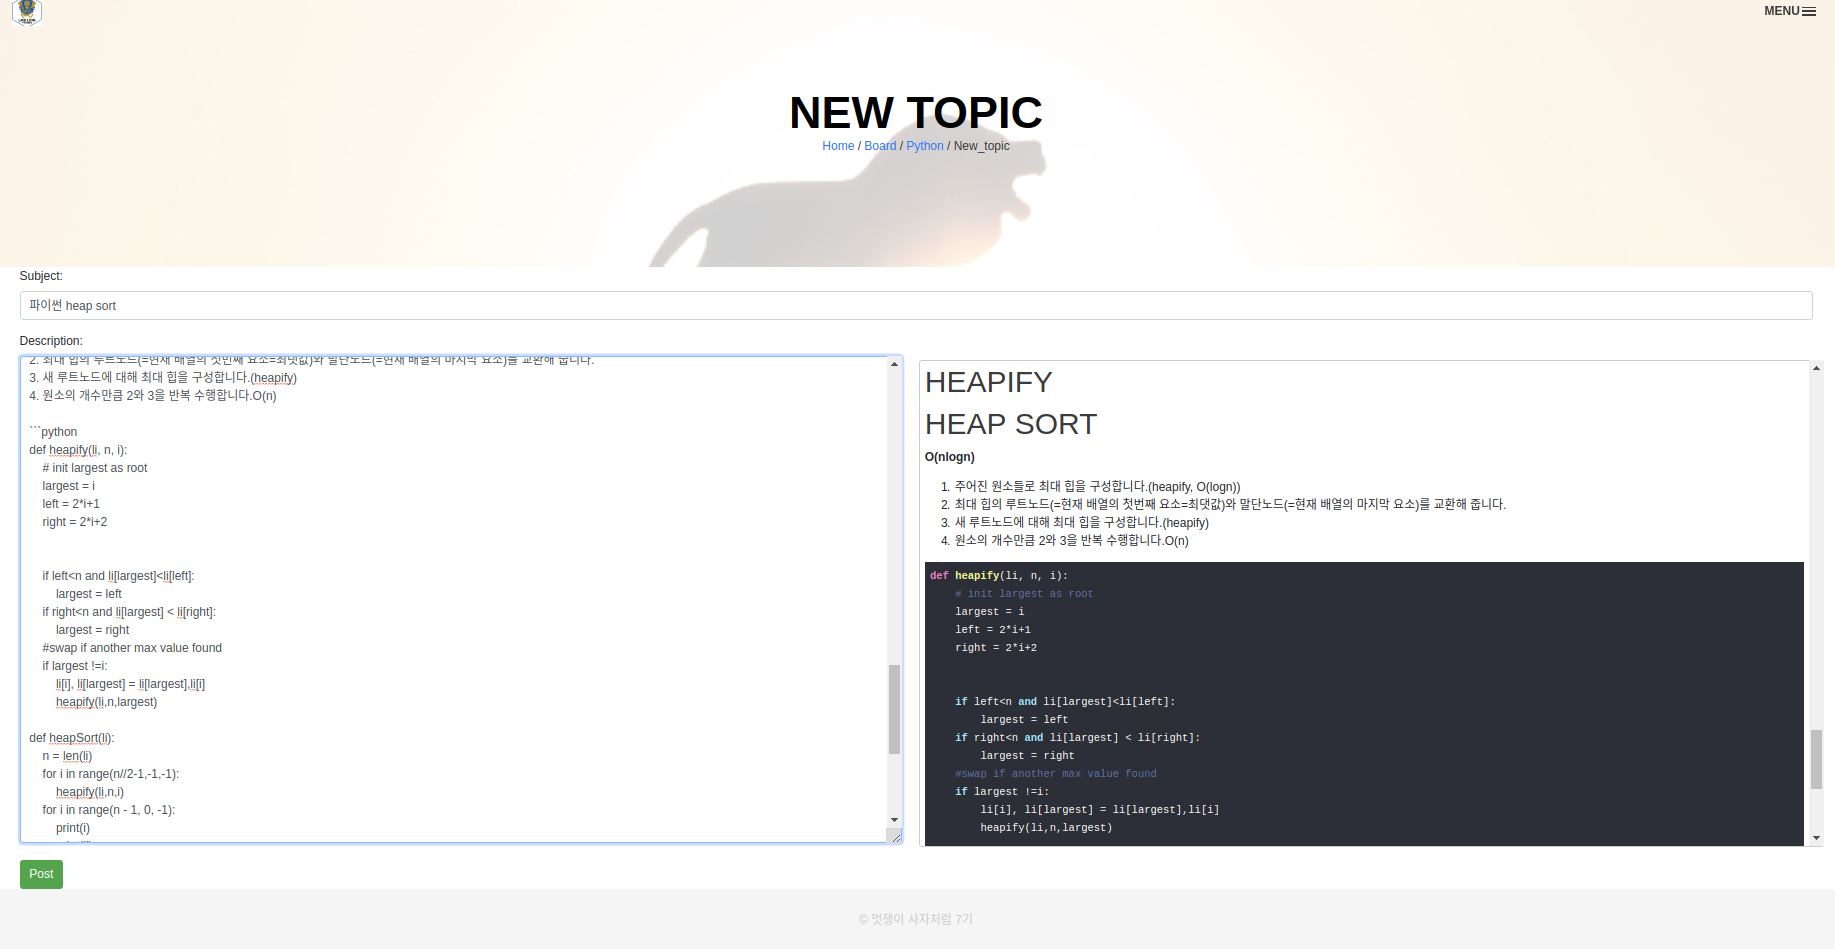 MENU
NEW TOPIC
Home / Board / Python / New_topic
Subject:
파이썬 heap sort
Description:
2. 최대 힙의 루트노드(=현재 배열의 첫번째 요소=최댓값)와 말단노드(=현재 배열의 마지막 요소)를 교환해 줍니다.
3. 새 루트노드에 대해 최대 힙을 구성합니다.(heapify)
4. 원소의 개수만큼 2와 3을 반복 수행합니다.O(n)
```python
def heapify(li, n, i):
# init largest as root
largest = i
left = 2*i+1
right = 2*i+2
if left<n and li[largest]<li[left]:
largest = left
if right<n and li[largest] < li[right]:
largest = right
#swap if another max value found
if largest !=i:
li[i], li[largest] = li[largest],li[i]
heapify(li,n,largest)
def heapSort(li):
n = len(li)
for i in range(n//2-1,-1,-1):
heapify(li,n,i)
for i in range(n - 1, 0, -1):
print(i)
HEAPIFY
HEAP SORT
O(nlogn)
1. 주어진 원소들로 최대 힙을 구성합니다.(heapify, O(logn))
2. 최대 힙의 루트노드(=현재 배열의 첫번째 요소=최댓값)와 말단노드(=현재 배열의 마지막 요소)를 교환해 줍니다.
3. 새 루트노드에 대해 최대 힙을 구성합니다.(heapify)
4. 원소의 개수만큼 2와 3을 반복 수행합니다.O(n)
def heapify(li, n, i):
# init largest as root
largest = i
left = 2*i+1
right = 2*i+2
if left<n and li[largest]<li[left]:
largest = left
if right<n and li[largest] < li[right]:
largest = right
#swap if another max value found
if largest !=i:
li[i], li[largest] = li[largest],li[i]
heapify(li,n,largest)
Post
© 멋쟁이 사자처럼 7기